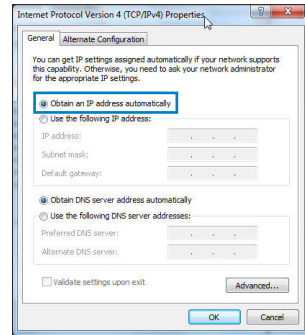 Internet Protocol Version 4 (TCP/IPv4) Properties
General
Alternate Configuration
You can get IP settings assigned automatically if your network supports
this capability. Otherwise, you need to ask your network administrator
for the appropriate IP settings.
Obtain an IP address automatically
Use the following IP address:
IP address:
Subnet mask:
Default gateway:
Obtain DNS server address automatically
Use the following DNS server addresses:
Preferred DNS server:
Alternate DNS server:
Validate settings upon exit
Advanced...
OK
Cancel